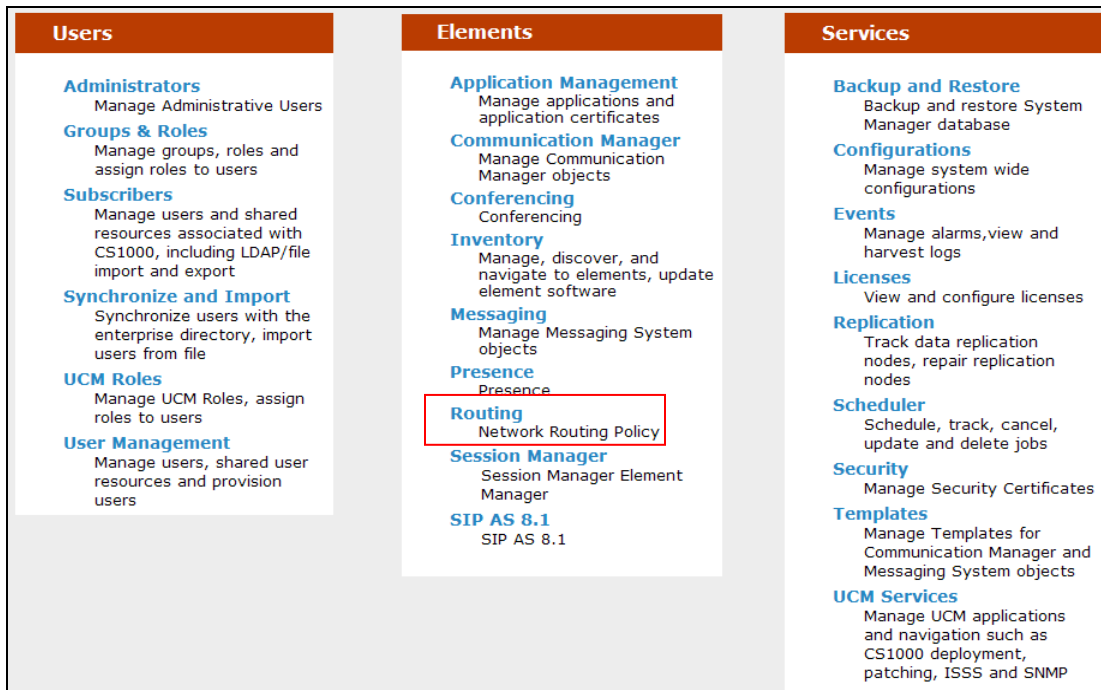 Users
Administrators
Manage Administrative Users
Groups & Roles
Manage groups, roles and
assign roles to users
Subscribers
Manage users and shared
resources associated with
CS1000, including LDAP/file
import and export
Synchronize and Import
Synchronize users with the
enterprise directory, import
users from file
UCM Roles
Manage UCM Roles, assign
roles to users
User Management
Manage users, shared user
resources and provision
users
Elements
Application Management
Manage applications and
application certificates
Communication Manager
Manage Communication
Manager objects
Conferencing
Conferencing
Inventory
Manage, discover, and
navigate to elements, update
element software
Messaging
Manage Messaging System
objects
Presence
Presence
Routing
Network Routing Policy
Session Manager
Session Manager Element
Manager
SIP AS 8.1
SIP AS 8.1
Services
Backup and Restore
Backup and restore System
Manager database
Configurations
Manage system wide
configurations
Events
Manage alarms,view and
harvest logs
Licenses
View and configure licenses
Replication
Track data replication
nodes, repair replication
nodes
Scheduler
Schedule, track, cancel,
update and delete jobs
Security
Manage Security Certificates
Templates
Manage Templates for
Communication Manager and
Messaging System objects
UCM Services
Manage UCM applications
and navigation such as
CS1000 deployment,
patching, ISSS and SNMP